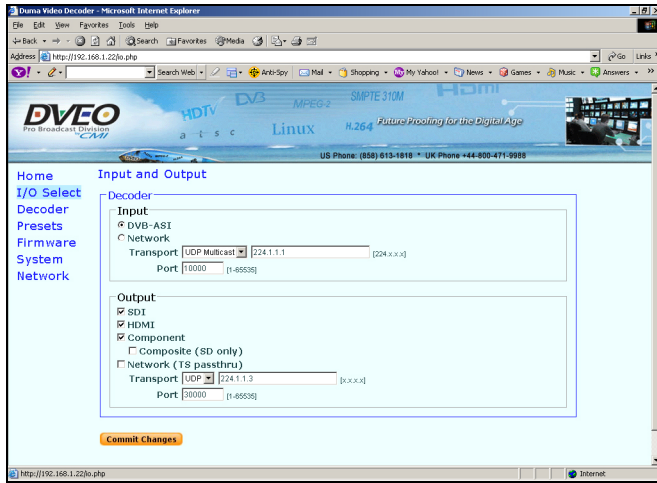 Duma Video Decoder - Microsoft Internet Explorer
File Edit View Favorites Tools Help
Back Search Favorites Media
Address http://192.168.1.22/io.php Go Links
Y! Search Web Anti-Spy Mail Shopping My Yahoo! News Games Music Answers
DVEO
Pro Broadcast Division
of CMI
HDTV DVB MPEG-2 SMPTE 310M HDMI
atsc Linux H.264 Future Proofing for the Digital Age
US Phone: (858) 613-1818 * UK Phone +44-800-471-9988
Home
I/O Select
Decoder
Presets
Firmware
System
Network
Input and Output
Decoder
Input
DVB-ASI
Network
Transport UDP Multicast 224.1.1.1 [224.x.x.x]
Port 10000 [1-65535]
Output
SDI
HDMI
Component
Composite (SD only)
Network (TS passthru)
Transport UDP 224.1.1.3 [x.x.x.x]
Port 30000 [1-65535]
Commit Changes
http://192.168.1.22/io.php Internet